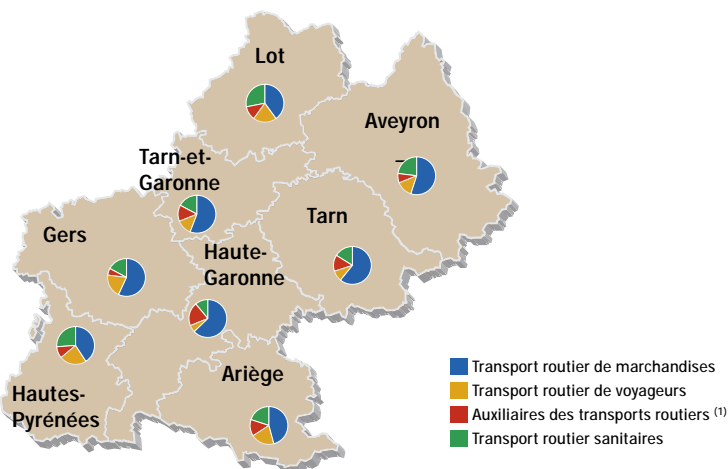 Lot
Aveyron
Tarn-et-
Garonne
Tarn
Gers
Haute-
Garonne
Ariège
Hautes-
Pyrénées
Transport routier de marchandises
Transport routier de voyageurs
Auxiliaires des transports routiers (1)
Transport routier sanitaires